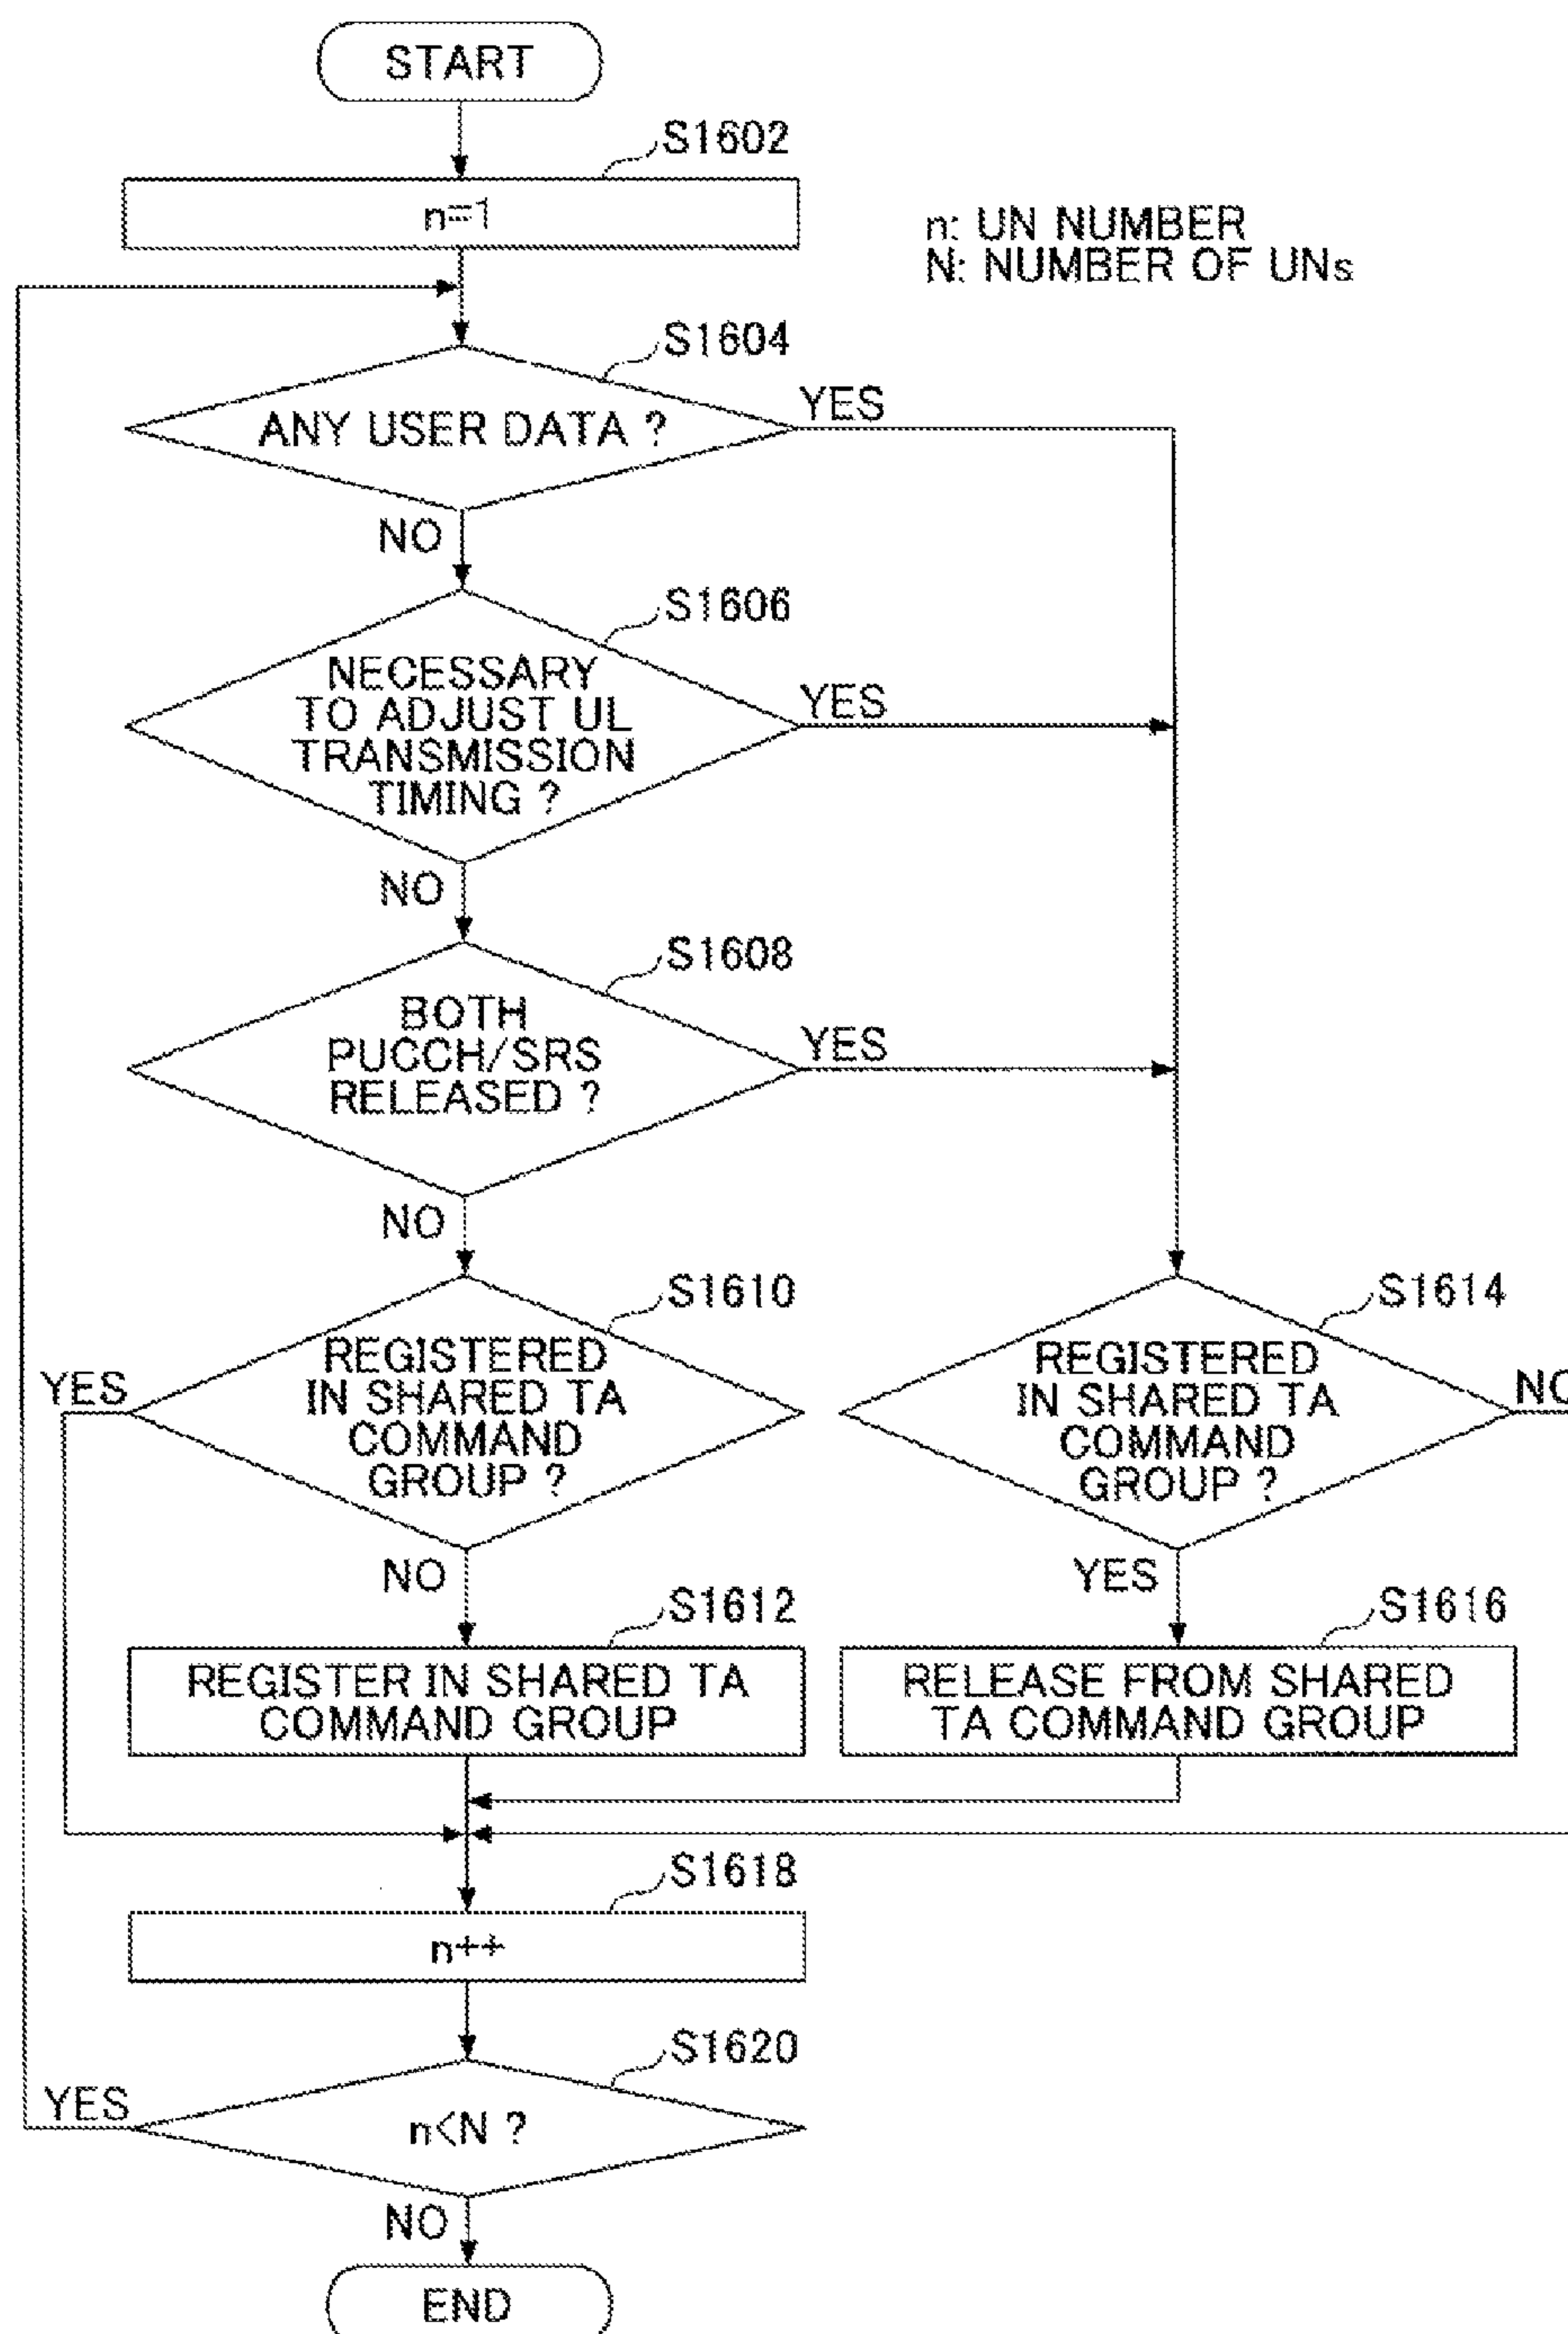 START
S1602
n=1
n: UN NUMBER
N: NUMBER OF UNs
S1604
ANY USER DATA ?
YES
NO
S1606
NECESSARY
TO ADJUST UL
TRANSMISSION
TIMING ?
YES
NO
S1608
BOTH
PUCCH/SRS
RELEASED ?
YES
NO
S1610
REGISTERED
IN SHARED TA
COMMAND
GROUP ?
YES
NO
S1614
REGISTERED
IN SHARED TA
COMMAND
GROUP ?
NO
YES
S1612
REGISTER IN SHARED TA
COMMAND GROUP
S1616
RELEASE FROM SHARED
TA COMMAND GROUP
S1618
n++
S1620
n<N ?
YES
NO
END